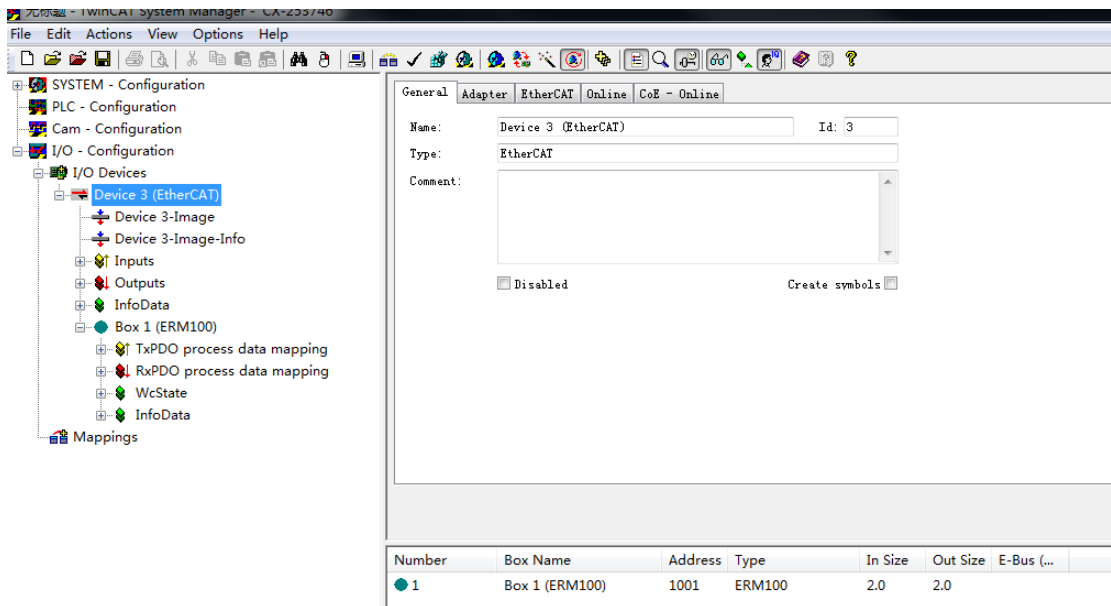 无标题 - TwinCAT System Manager - CX-253746
File Edit Actions View Options Help
SYSTEM - Configuration
PLC - Configuration
Cam - Configuration
I/O - Configuration
I/O Devices
Device 3 (EtherCAT)
Device 3-Image
Device 3-Image-Info
Inputs
Outputs
InfoData
Box 1 (ERM100)
TxPDO process data mapping
RxPDO process data mapping
WcState
InfoData
Mappings
General Adapter EtherCAT Online CoE - Online
Name: Device 3 (EtherCAT) Id: 3
Type: EtherCAT
Comment:
Disabled Create symbols
Number Box Name Address Type In Size Out Size E-Bus (...
1 Box 1 (ERM100) 1001 ERM100 2.0 2.0